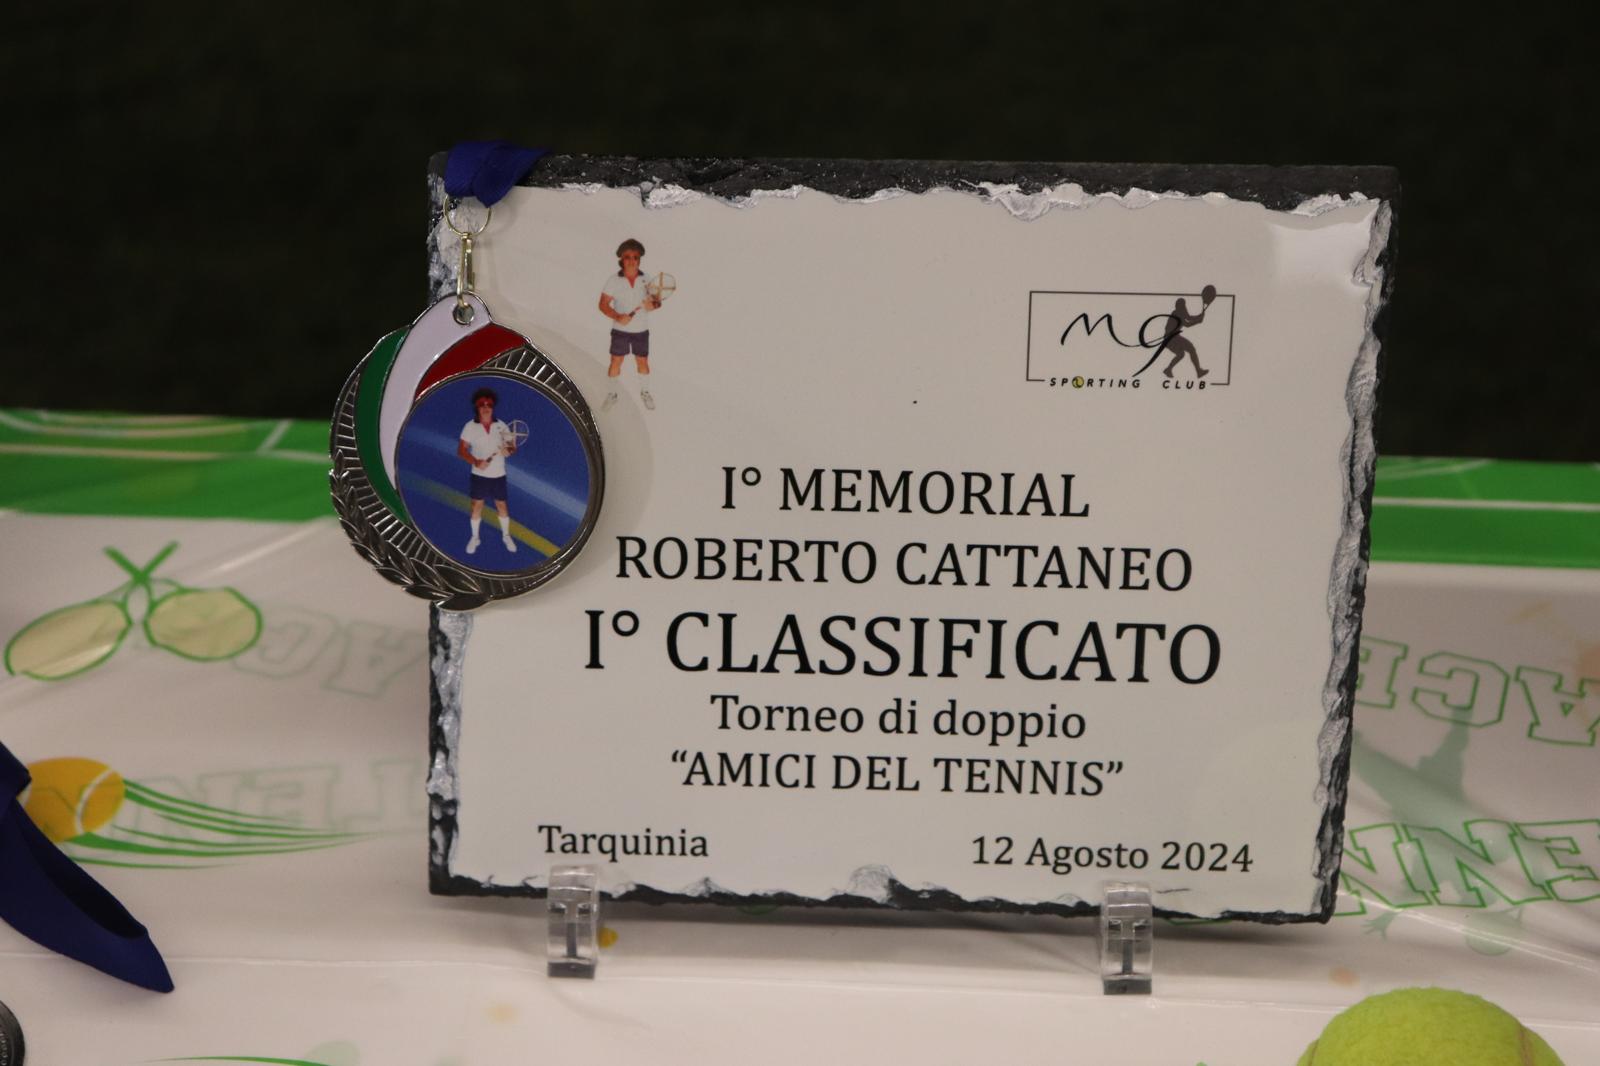 mg
SPORTING CLUB
I° MEMORIAL
ROBERTO CATTANEO
I° CLASSIFICATO
Torneo di doppio
“AMICI DEL TENNIS”
Tarquinia 12 Agosto 2024